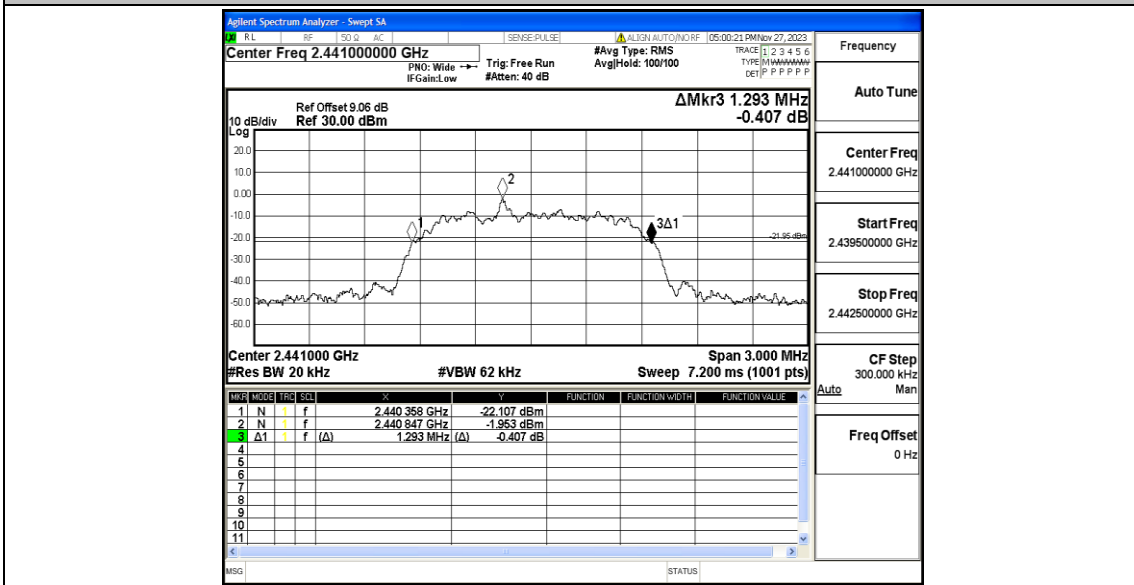 Agilent Spectrum Analyzer - Swept SA
RL RF 50 Ω AC SENSE:PULSE ALIGN AUTO/NO RF 05:00:21 PM Nov 27, 2023
Center Freq 2.441000000 GHz
PNO: Wide
IFGain:Low
Trig: Free Run
#Atten: 40 dB
#Avg Type: RMS
Avg|Hold: 100/100
TRACE 1 2 3 4 5 6
TYPE M W W W W W
DET P P P P P P
Ref Offset 9.06 dB
10 dB/div Ref 30.00 dBm
Log
ΔMkr3 1.293 MHz
-0.407 dB
20.0
10.0
0.00
-10.0
-20.0
-30.0
-40.0
-50.0
-60.0
1
2
3Δ1
-21.95 dBm
Center 2.441000 GHz Span 3.000 MHz
#Res BW 20 kHz #VBW 62 kHz Sweep 7.200 ms (1001 pts)
MKR MODE TRC SCL X Y FUNCTION FUNCTION WIDTH FUNCTION VALUE
1 N 1 f 2.440 358 GHz -22.107 dBm
2 N 1 f 2.440 847 GHz -1.953 dBm
3 Δ1 1 f (Δ) 1.293 MHz (Δ) -0.407 dB
4
5
6
7
8
9
10
11
MSG STATUS
Frequency
Auto Tune
Center Freq
2.441000000 GHz
Start Freq
2.439500000 GHz
Stop Freq
2.442500000 GHz
CF Step
300.000 kHz
Auto Man
Freq Offset
0 Hz